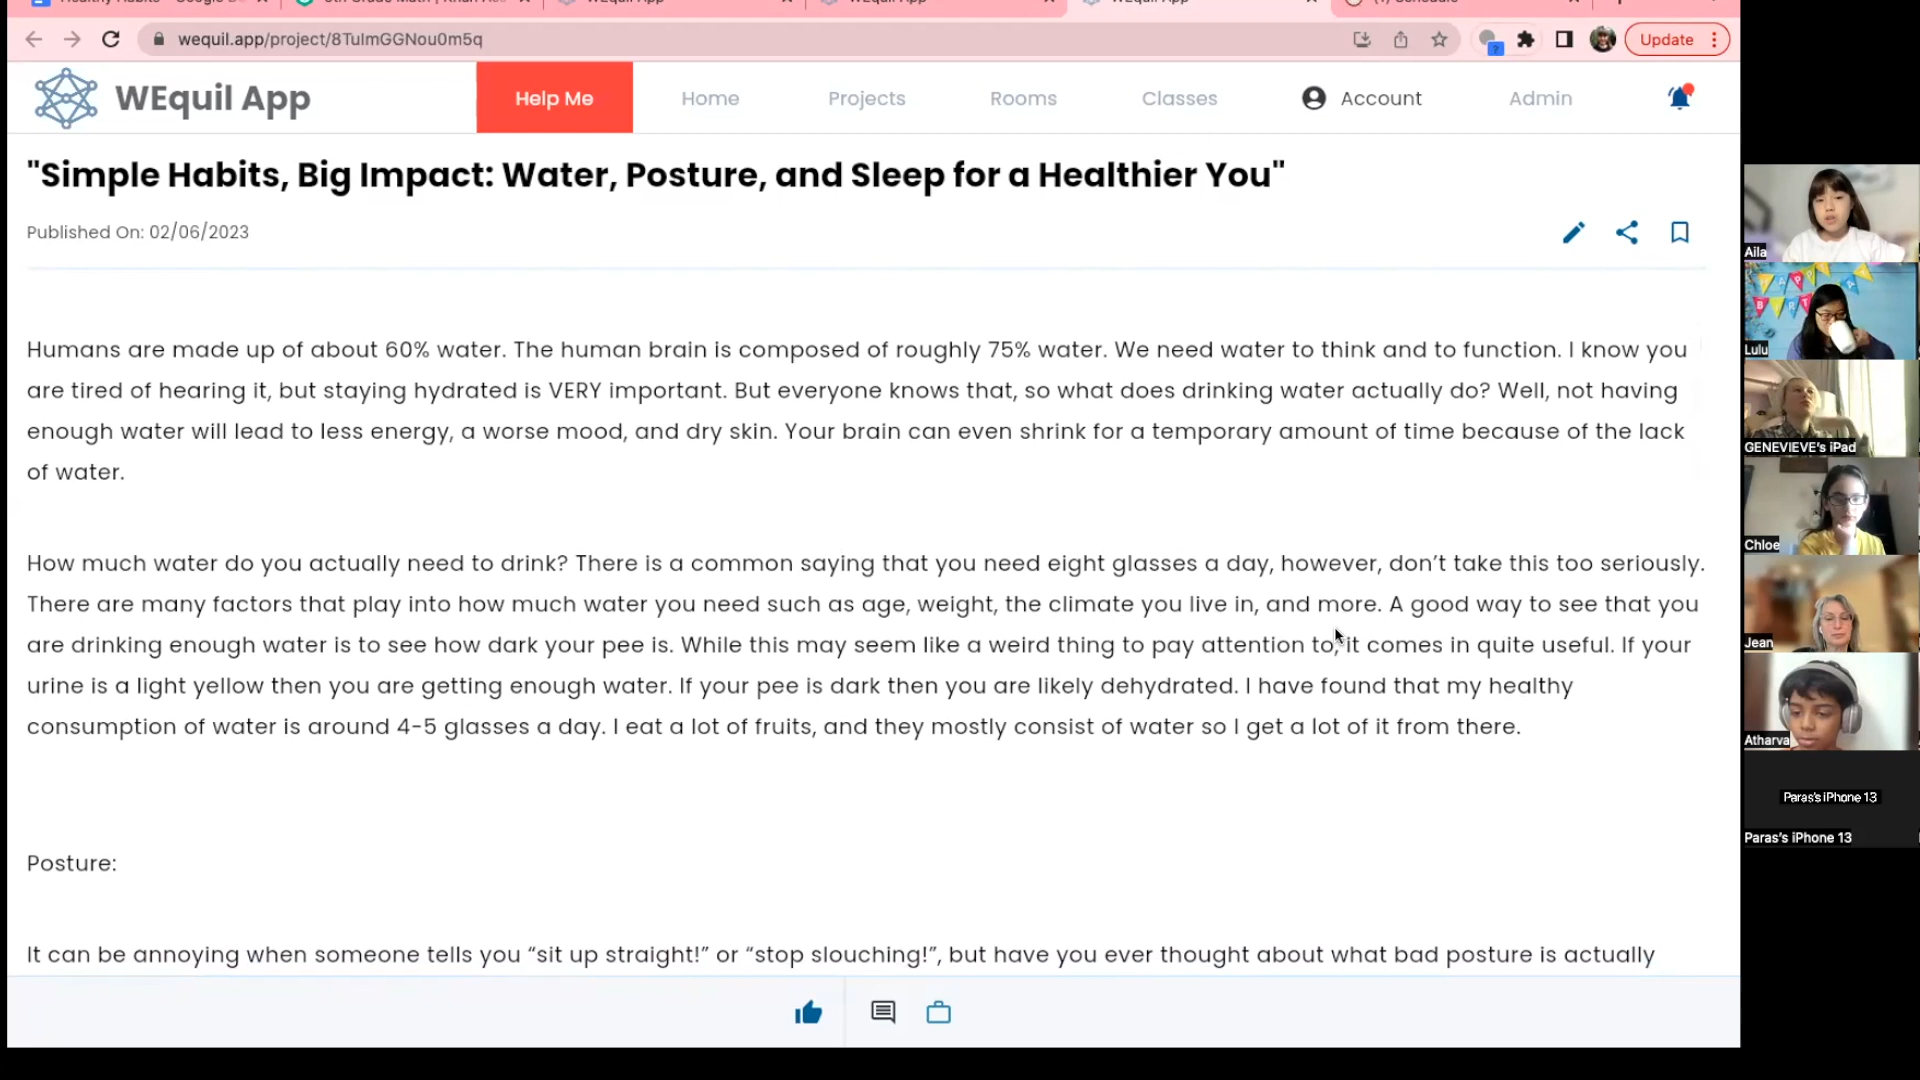 WEquil App
WEquil App
WEquil App
wequil.app/project/8TulmGGNou0m5q
Update
WEquil App
Help Me
Home
Projects
Rooms
Classes
Account
Admin
"Simple Habits, Big Impact: Water, Posture, and Sleep for a Healthier You"
Published On: 02/06/2023
Humans are made up of about 60% water. The human brain is composed of roughly 75% water. We need water to think and to function. I know you
are tired of hearing it, but staying hydrated is VERY important. But everyone knows that, so what does drinking water actually do? Well, not having
enough water will lead to less energy, a worse mood, and dry skin. Your brain can even shrink for a temporary amount of time because of the lack
of water.
How much water do you actually need to drink? There is a common saying that you need eight glasses a day, however, don’t take this too seriously.
There are many factors that play into how much water you need such as age, weight, the climate you live in, and more. A good way to see that you
are drinking enough water is to see how dark your pee is. While this may seem like a weird thing to pay attention to, it comes in quite useful. If your
urine is a light yellow then you are getting enough water. If your pee is dark then you are likely dehydrated. I have found that my healthy
consumption of water is around 4-5 glasses a day. I eat a lot of fruits, and they mostly consist of water so I get a lot of it from there.
Posture:
It can be annoying when someone tells you “sit up straight!” or “stop slouching!”, but have you ever thought about what bad posture is actually
Aila
Lulu
GENEVIEVE's iPad
Chloe
Jean
Atharva
Paras's iPhone 13
Paras's iPhone 13